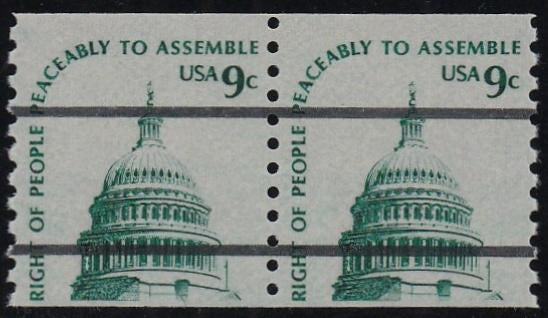 RIGHT OF PEOPLE PEACEABLY TO ASSEMBLE
USA 9c
RIGHT OF PEOPLE PEACEABLY TO ASSEMBLE
USA 9c